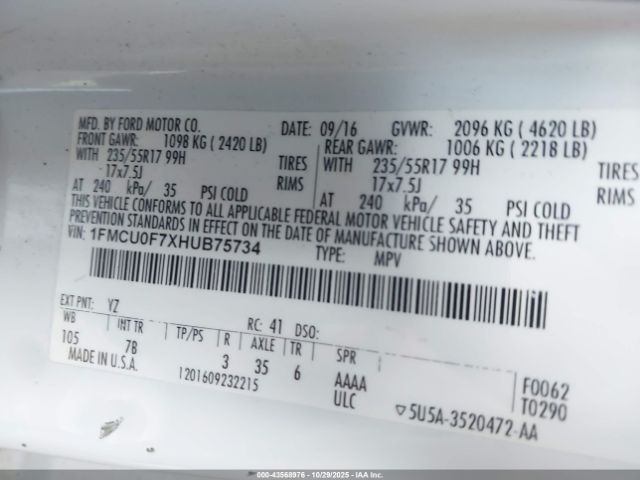 MFD. BY FORD MOTOR CO. DATE: 09/16 GVWR: 2096 KG ( 4620 LB)
FRONT GAWR: 1098 KG ( 2420 LB) REAR GAWR: 1006 KG ( 2218 LB)
WITH 235/55R17 99H TIRES WITH 235/55R17 99H TIRES
17x7.5J RIMS 17x7.5J RIMS
AT 240 kPa/ 35 PSI COLD AT 240 kPa/ 35 PSI COLD
THIS VEHICLE CONFORMS TO ALL APPLICABLE FEDERAL MOTOR VEHICLE SAFETY AND THEFT
PREVENTION STANDARDS IN EFFECT ON THE DATE OF MANUFACTURE SHOWN ABOVE.
VIN: 1FMCU0F7XHUB75734 TYPE: MPV
EXT PNT: YZ RC: 41 DSO:
WB INT TR TP/PS R AXLE TR SPR
105 7B 3 35 6 AAAA F0062
MADE IN U.S.A. 1201609232215 ULC T0290
▽5U5A-3520472-AA
000-43568976 | 10/29/2025 | IAAI.COM